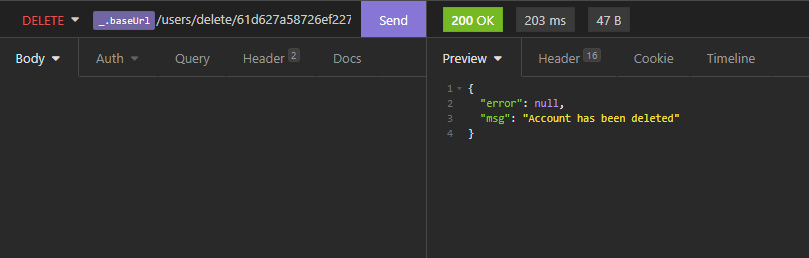 DELETE _.baseUrl /users/delete/61d627a58726ef227 Send 200 OK 203 ms 47 B
Body Auth Query Header 2 Docs Preview Header 16 Cookie Timeline
1 {
2 "error": null,
3 "msg": "Account has been deleted"
4 }